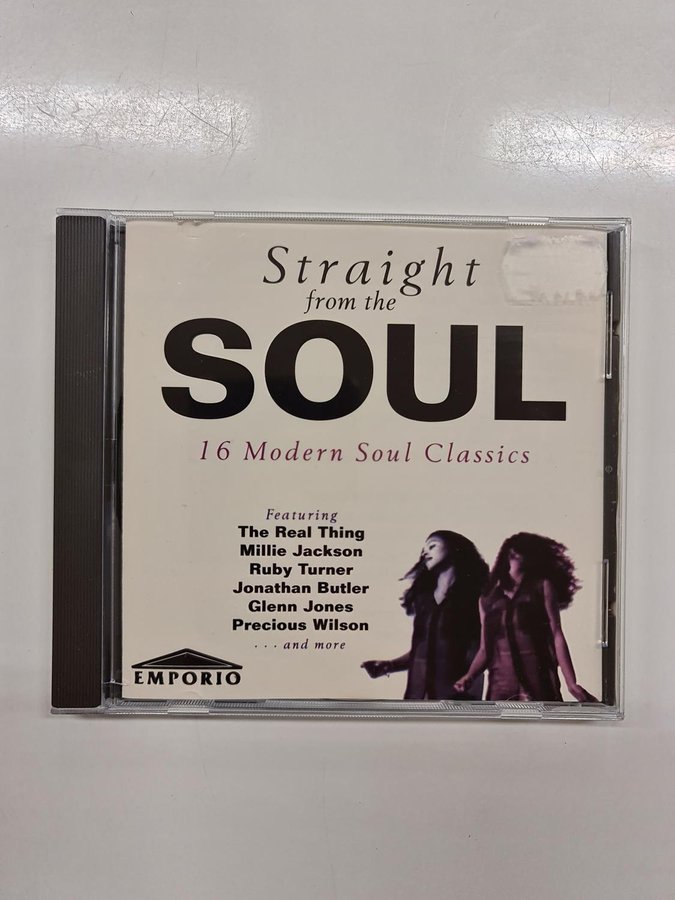 Straight
from the
SOUL
16 Modern Soul Classics
Featuring
The Real Thing
Millie Jackson
Ruby Turner
Jonathan Butler
Glenn Jones
Precious Wilson
. . . and more
EMPORIO